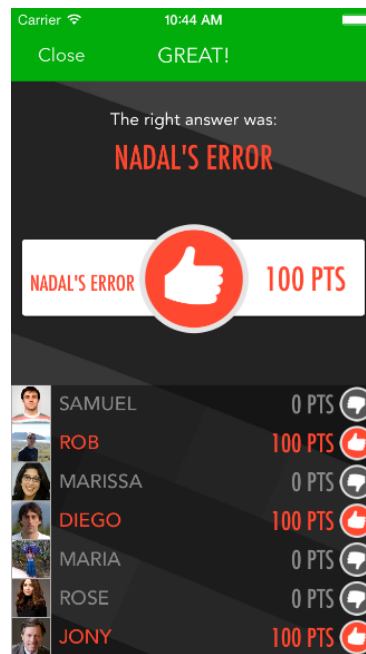 Carrier 10:44 AM
Close GREAT!
The right answer was:
NADAL'S ERROR
NADAL'S ERROR 100 PTS
SAMUEL 0 PTS
ROB 100 PTS
MARISSA 0 PTS
DIEGO 100 PTS
MARIA 0 PTS
ROSE 0 PTS
JONY 100 PTS